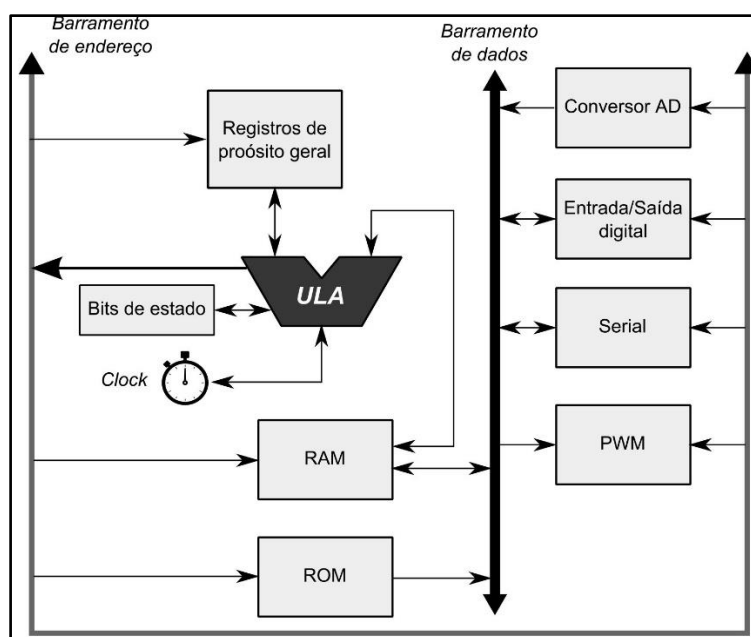 Barramento
de endereço
Barramento
de dados
Registros de
proósito geral
Conversor AD
Entrada/Saída
digital
ULA
Bits de estado
Serial
Clock
RAM
PWM
ROM